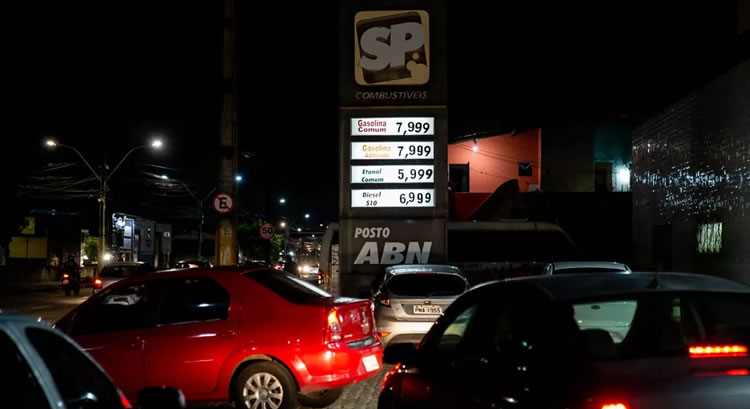 SP
COMBUSTÍVEIS
Gasolina Comum 7,999
Gasolina Aditivada 7,999
Etanol Comum 5,999
Diesel S10 6,999
POSTO
ABN
E
60